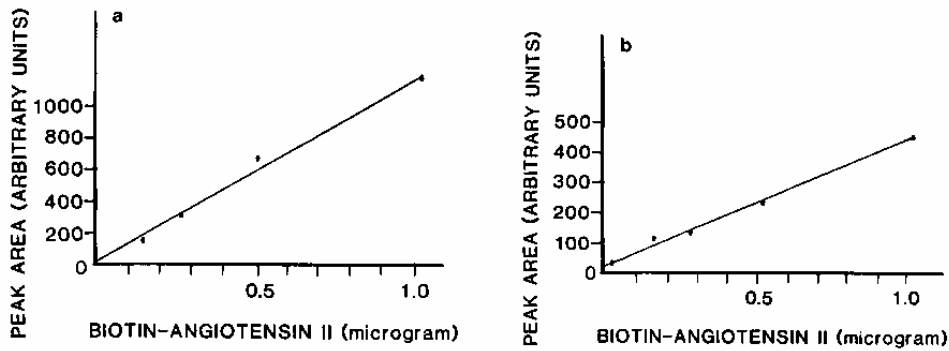 a
PEAK AREA (ARBITRARY UNITS)
1000
800
600
400
200
0
0.5
1.0
BIOTIN-ANGIOTENSIN II (microgram)
b
PEAK AREA (ARBITRARY UNITS)
500
400
300
200
100
0
0.5
1.0
BIOTIN-ANGIOTENSIN II (microgram)